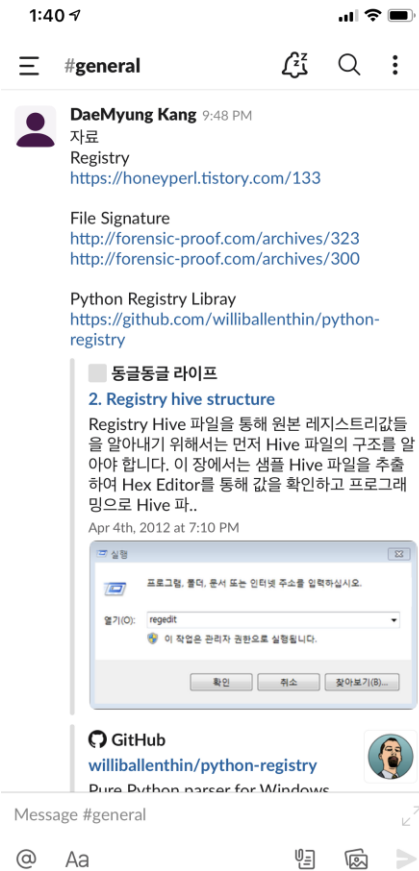 1:40
#general
DaeMyung Kang 9:48 PM
자료
Registry
https://honeyperl.tistory.com/133
File Signature
http://forensic-proof.com/archives/323
http://forensic-proof.com/archives/300
Python Registry Libray
https://github.com/williballenthin/python-
registry
동글동글 라이프
2. Registry hive structure
Registry Hive 파일을 통해 원본 레지스트리값들
을 알아내기 위해서는 먼저 Hive 파일의 구조를 알
아야 합니다. 이 장에서는 샘플 Hive 파일을 추출
하여 Hex Editor를 통해 값을 확인하고 프로그래
밍으로 Hive 파..
Apr 4th, 2012 at 7:10 PM
실행
프로그램, 폴더, 문서 또는 인터넷 주소를 입력하십시오.
열기(O): regedit
이 작업은 관리자 권한으로 실행됩니다.
확인 취소 찾아보기(B)...
GitHub
williballenthin/python-registry
Pure Python parser for Windows
Message #general
@ Aa